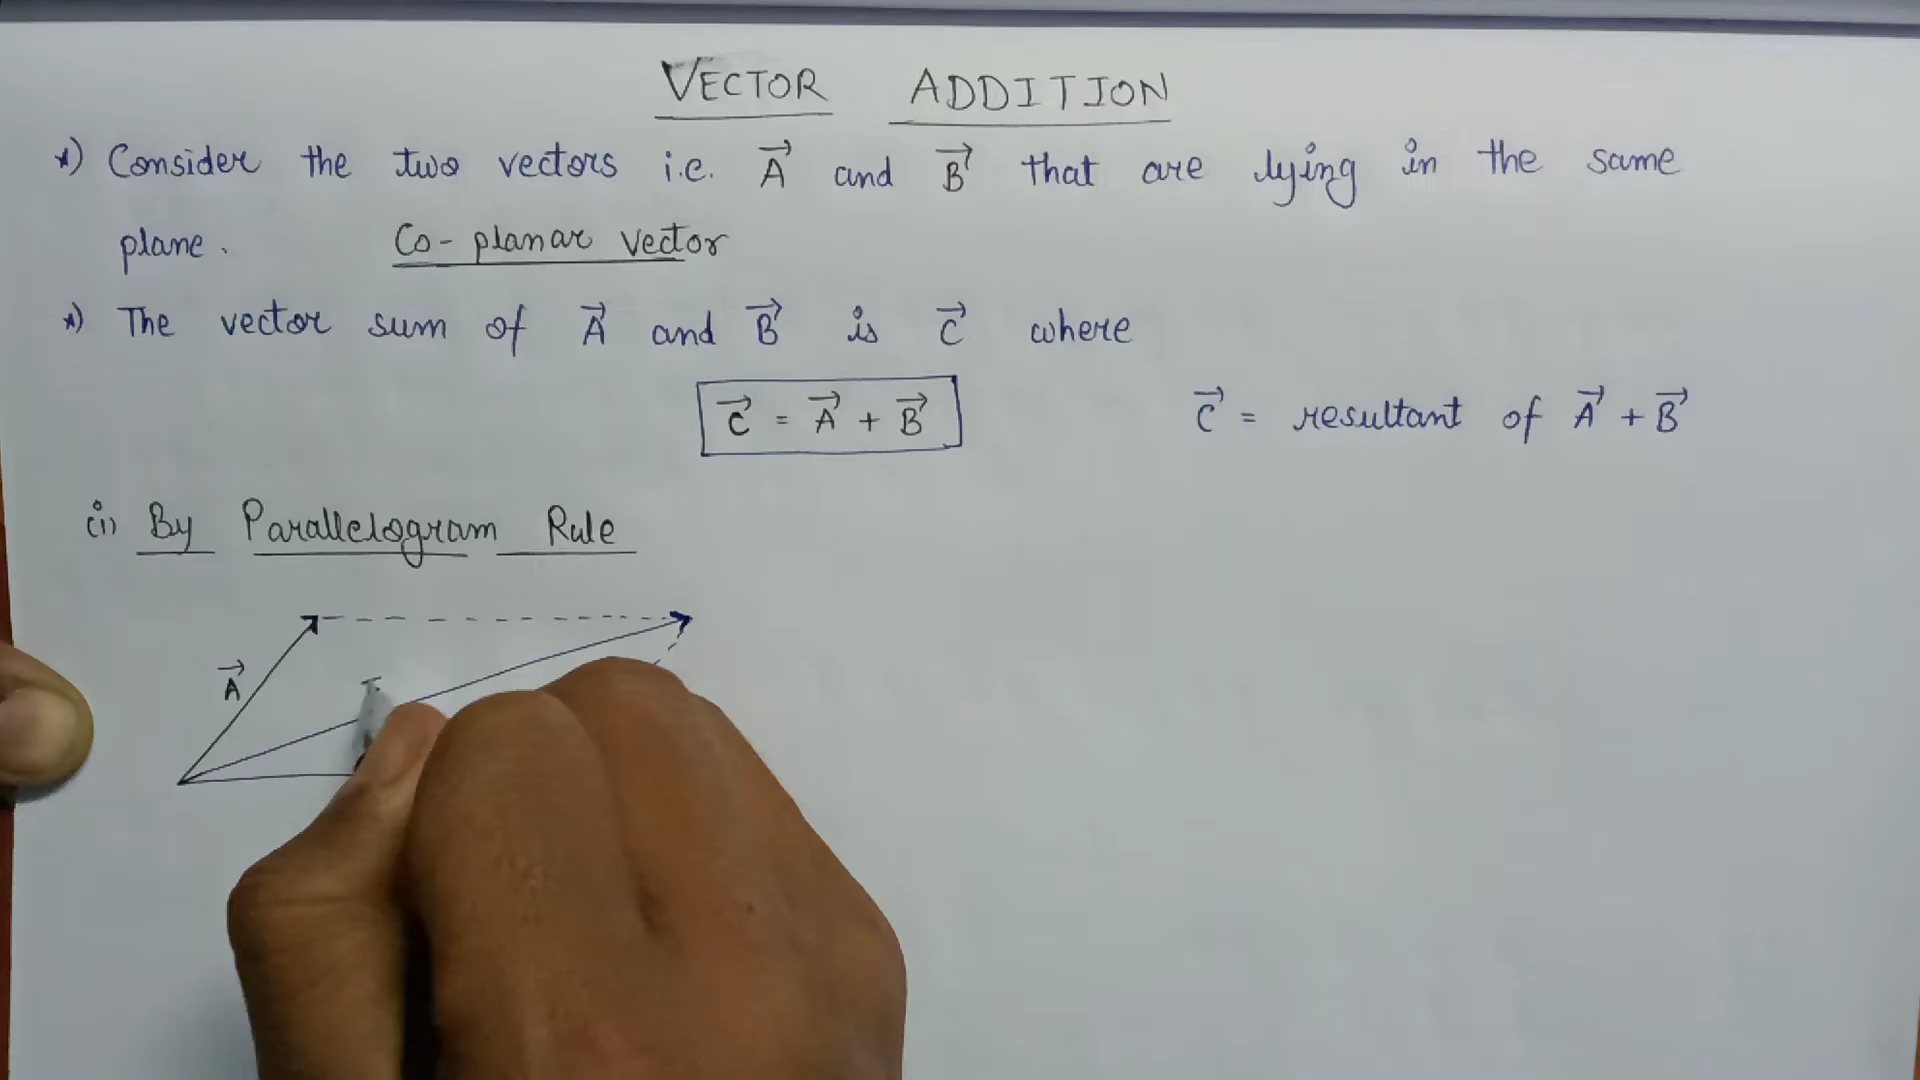 VECTOR ADDITION
*) Consider the two vectors i.e. A⃗ and B⃗ that are lying in the same
plane. Co-planar vector
*) The vector sum of A⃗ and B⃗ is C⃗ where
C⃗ = A⃗ + B⃗ C⃗ = resultant of A⃗ + B⃗
(i) By Parallelogram Rule
A⃗